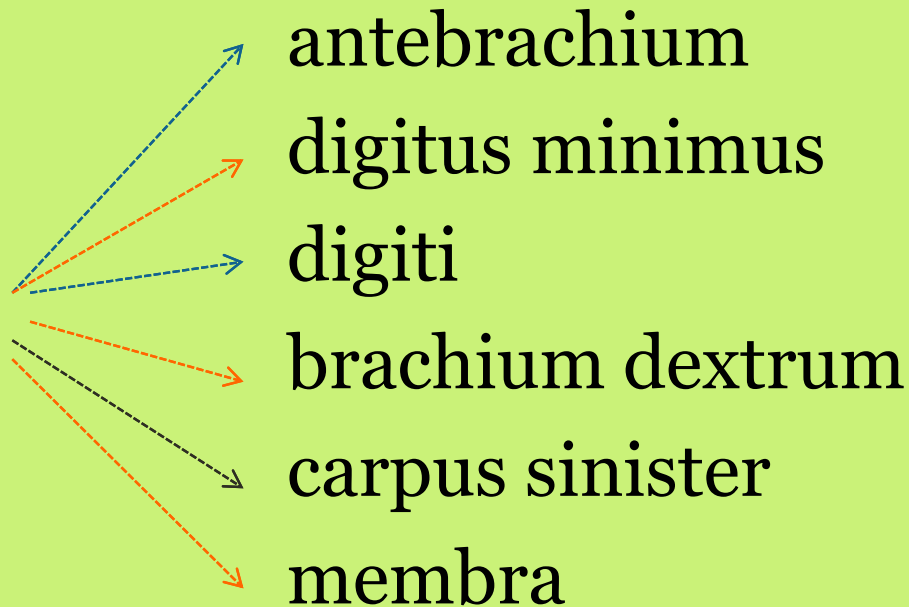 antebrachium
digitus minimus
digiti
brachium dextrum
carpus sinister
membra